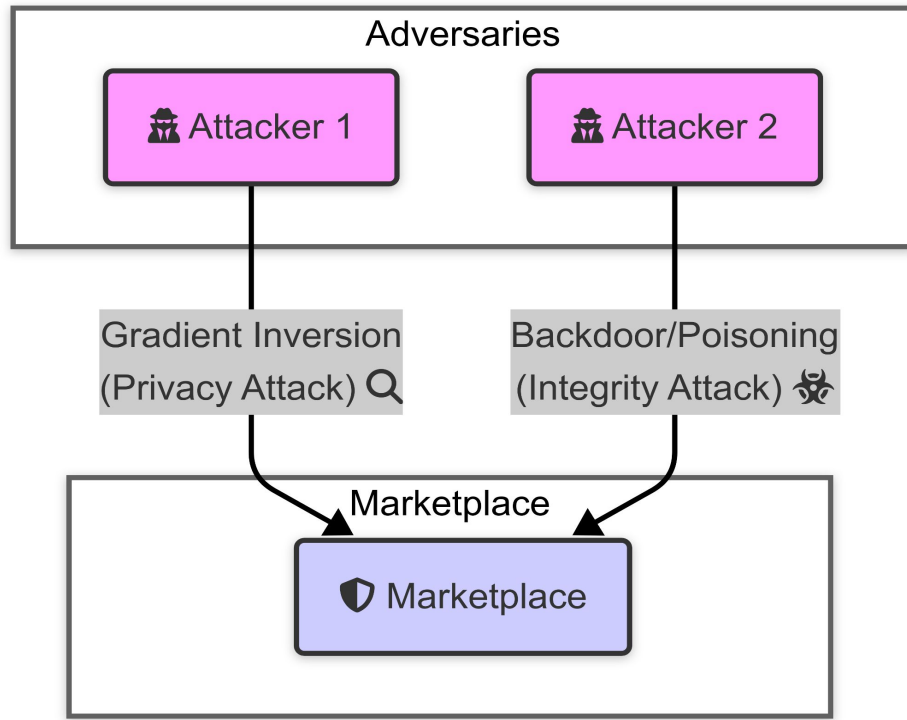 Adversaries
Attacker 1
Attacker 2
Gradient Inversion
(Privacy Attack)
Backdoor/Poisoning
(Integrity Attack)
Marketplace
Marketplace